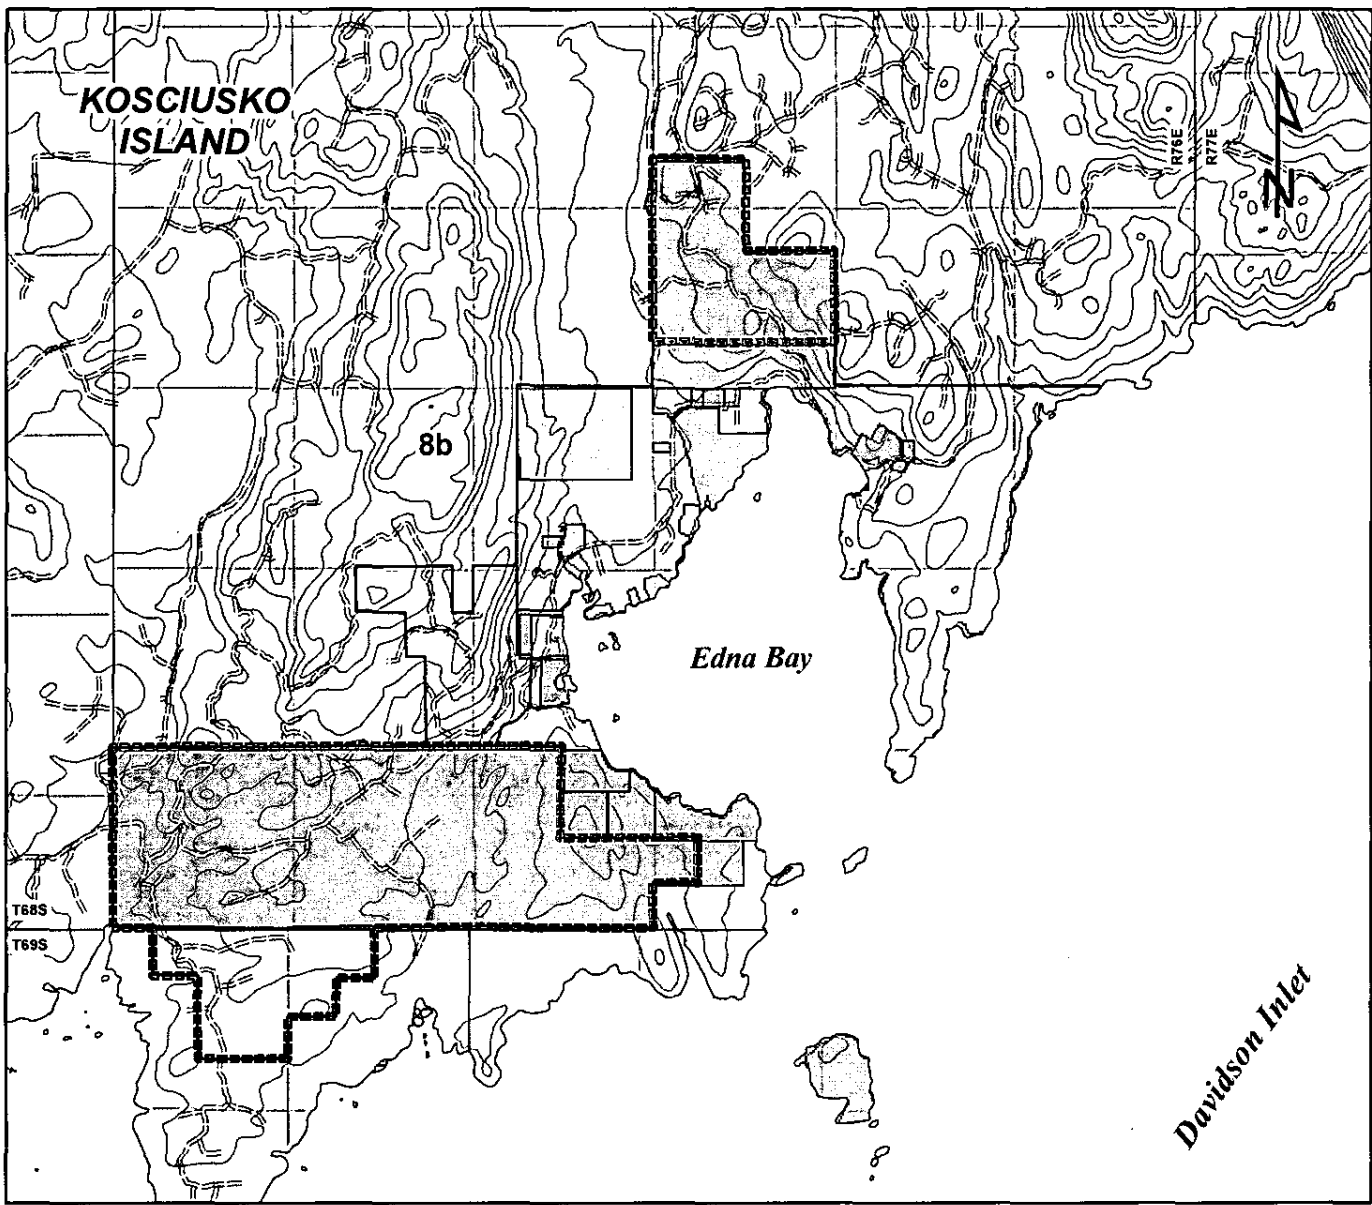 KOSCIUSKO
ISLAND
R76E
R77E
N
8b
Edna Bay
T68S
T69S
Davidson Inlet